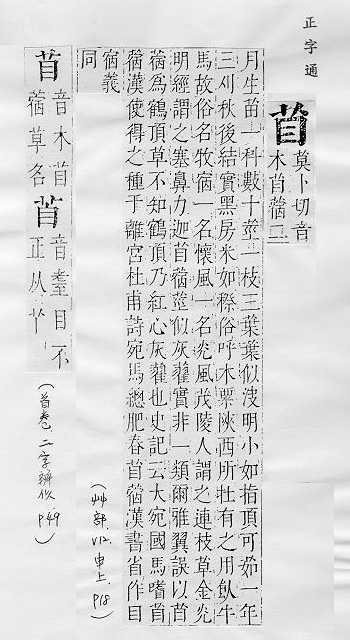 正字通
苜 莫卜切音
木苜蓿二
月生苗一科數十莖一枝三葉葉似決明小如指頂可茹一年
三刈秋後結實黑房米如穄俗呼木粟陝西所在有之用飤牛
馬故俗名牧宿一名懷風一名光風茂陵人謂之連枝草金光
明經謂之塞鼻力迦苜蓿莖似灰藋實非一類爾雅翼誤以苜
蓿為鶴頂草不知鶴頂乃紅心灰藋也史記云大宛國馬嗜苜
蓿漢使得之種于離宮杜甫詩宛馬總肥春苜蓿漢書省作目
宿義
同
(艸部 V12. 申上. P18)
苜 音木苜
蓿草名
𥄕 音耋目不
正从𦫳
(首卷 二字辨似 P49)